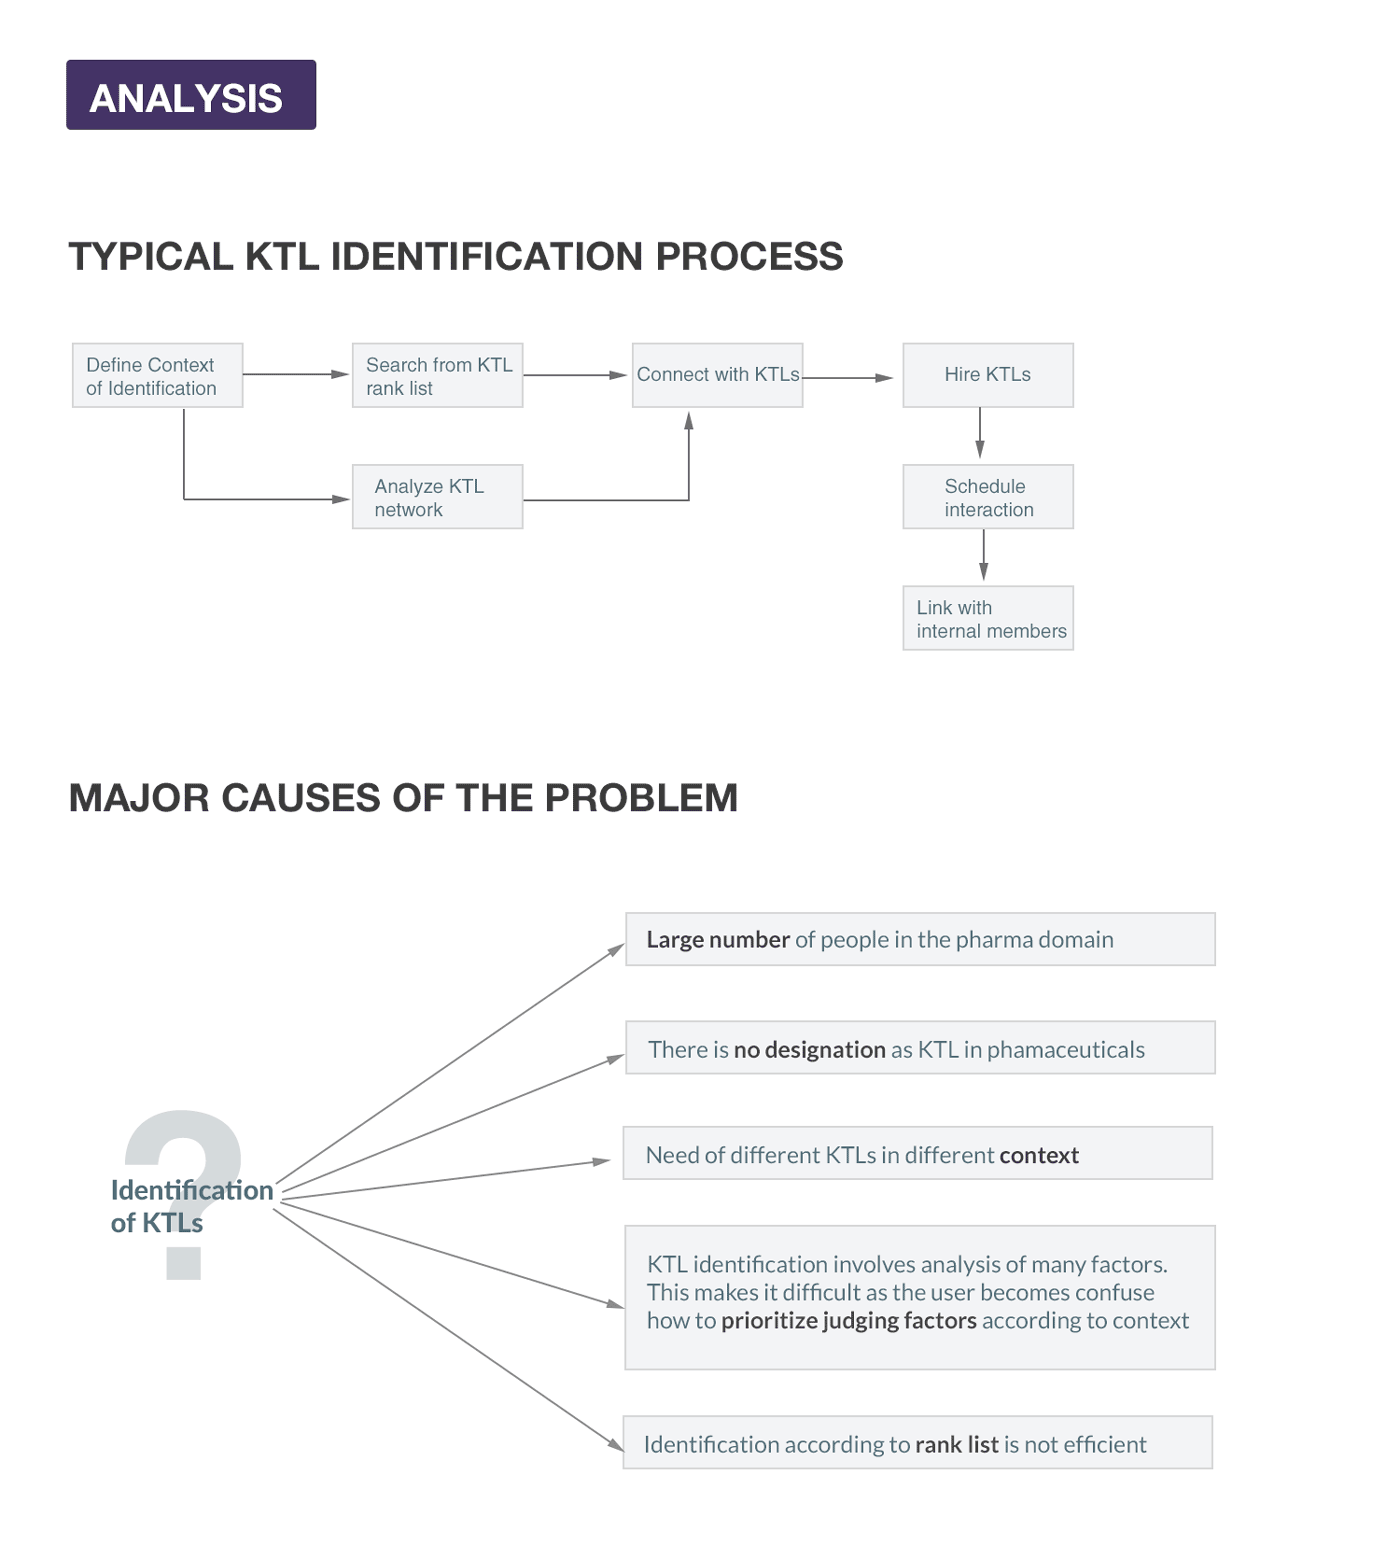 ANALYSIS
TYPICAL KTL IDENTIFICATION PROCESS
Define Context
of Identification
Search from KTL
rank list
Connect with KTLs
Hire KTLs
Analyze KTL
network
Schedule
interaction
Link with
internal members
MAJOR CAUSES OF THE PROBLEM
?
Identification
of KTLs
Large number of people in the pharma domain
There is no designation as KTL in phamaceuticals
Need of different KTLs in different context
KTL identification involves analysis of many factors.
This makes it difficult as the user becomes confuse
how to prioritize judging factors according to context
Identification according to rank list is not efficient